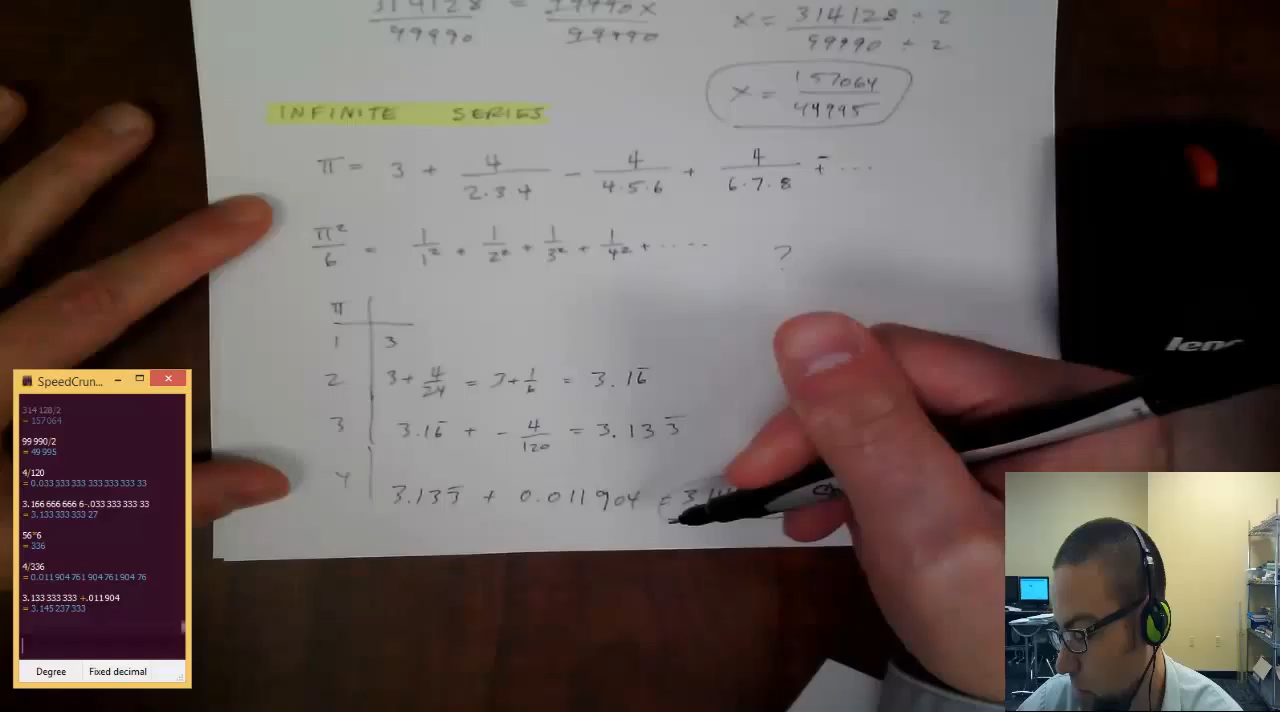 314128 / 99990 = 99990x / 99990
x = 314128 ÷ 2 / 99990 ÷ 2
x = 157064 / 49995
INFINITE SERIES
π = 3 + 4/(2·3·4) − 4/(4·5·6) + 4/(6·7·8) ∓ ...
π²/6 = 1/1² + 1/2² + 1/3² + 1/4² + ..... ?
π
1 3
2 3 + 4/24 = 3 + 1/6 = 3.16̅
3 3.16̅ + − 4/120 = 3.133̅
4 3.133̅ + 0.011904 = 3.14
lenov
SpeedCrun...
314 128/2
= 157064
99 990/2
= 49 995
4/120
= 0.033 333 333 333 333 333 33
3.166 666 666 6-.033 333 333 33
= 3.133 333 333 27
56*6
= 336
4/336
= 0.011 904 761 904 761 904 76
3.133 333 333 +.011 904
= 3.145 237 333
Degree Fixed decimal